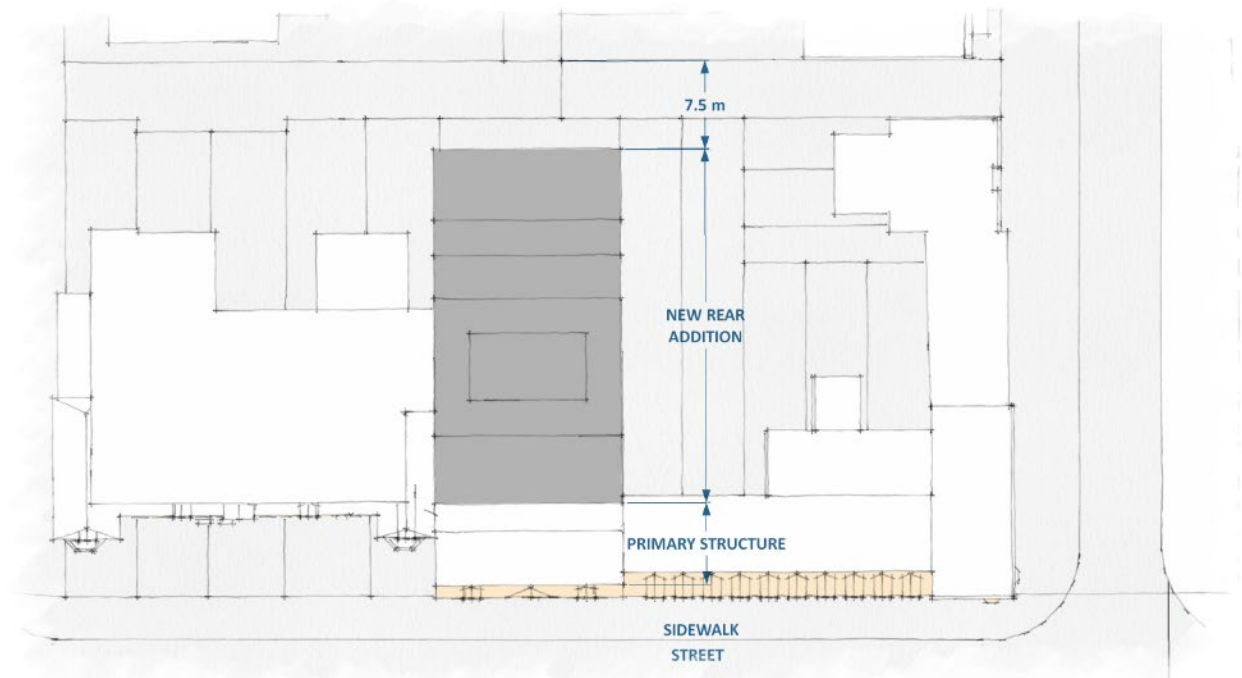 7.5 m
NEW REAR
ADDITION
PRIMARY STRUCTURE
SIDEWALK
STREET